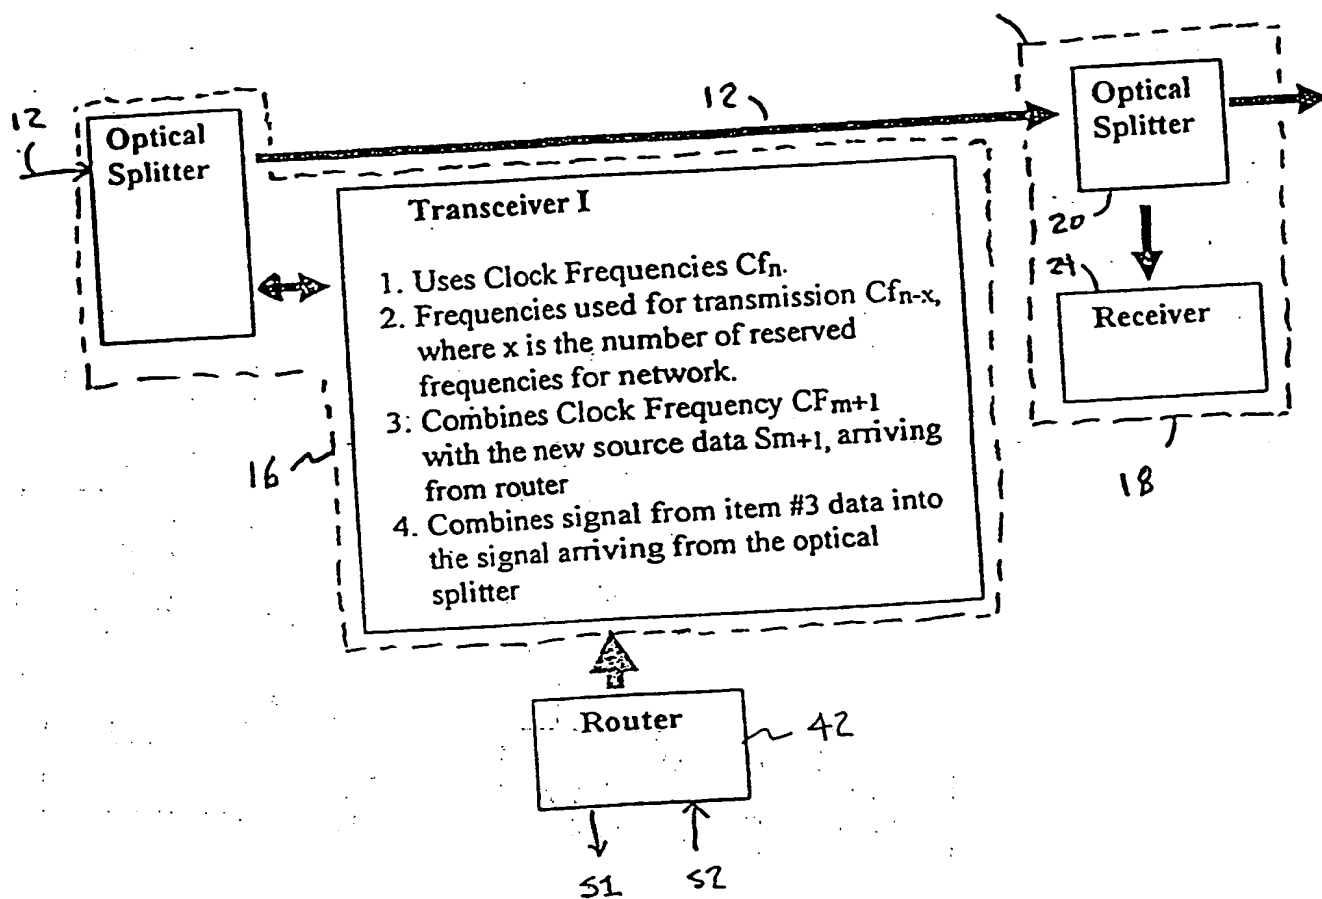 12
Optical
Splitter
12
Optical
Splitter
20
Transceiver I
1. Uses Clock Frequencies Cfn.
2. Frequencies used for transmission Cfn-x,
where x is the number of reserved
frequencies for network.
3: Combines Clock Frequency CFm+1
with the new source data Sm+1, arriving
from router
4. Combines signal from item #3 data into
the signal arriving from the optical
splitter
16
Receiver
18
Router
42
S1
S2